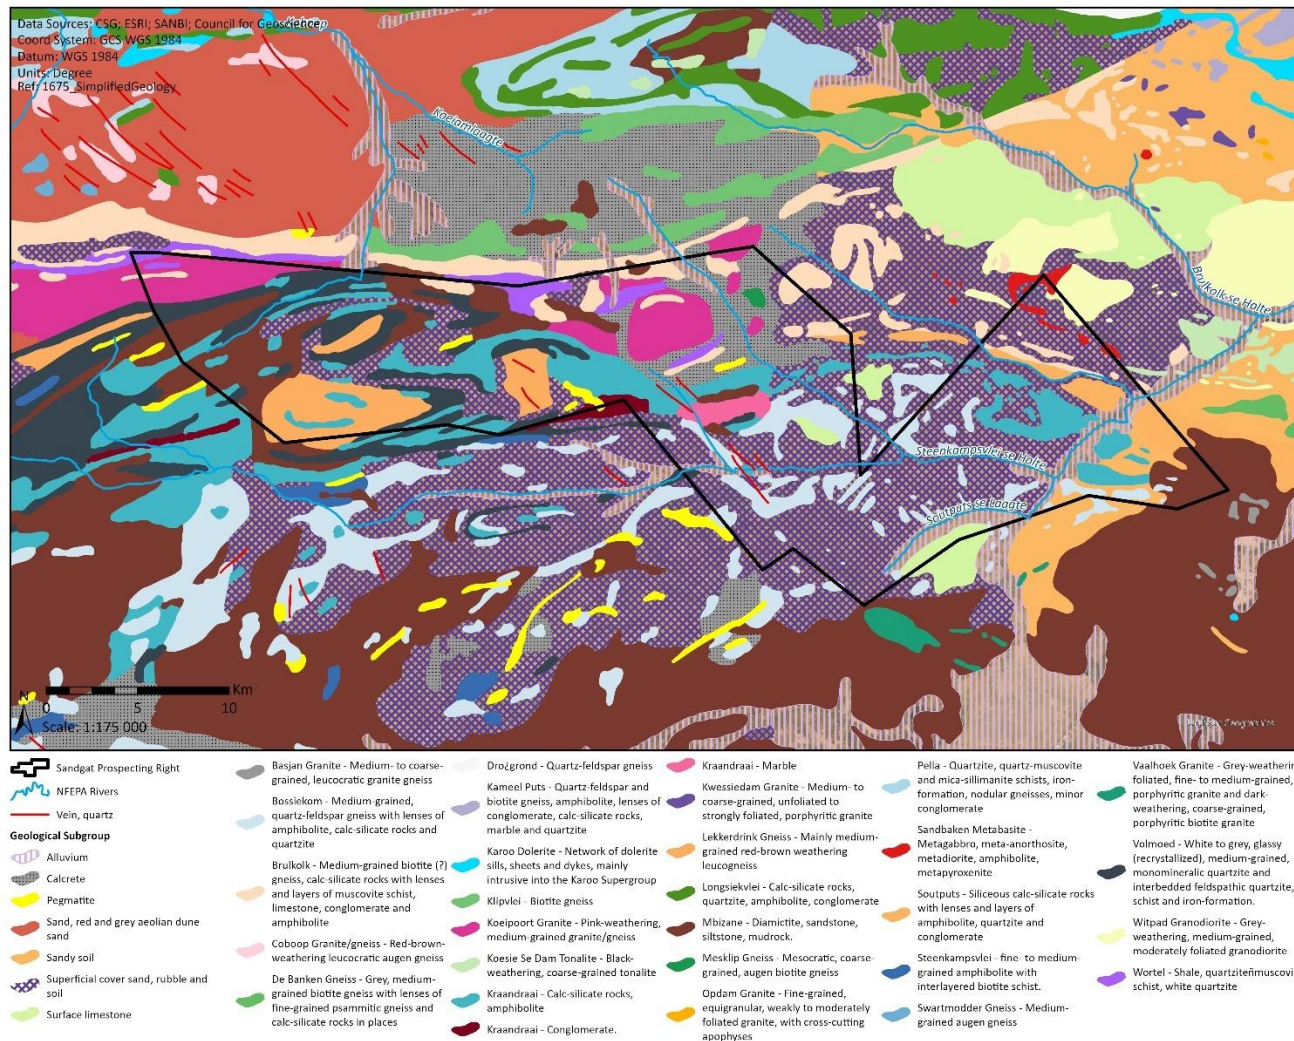 Data Sources: CSG; ESRI; SANBI; Council for Geoscience
Coord System: GCS WGS 1984
Datum: WGS 1984
Units: Degree
Ref: 1675_SimplifiedGeology
Kaboop
Koelamlaagte
Brulkolk se Holte
Steenkampsvlei se Holte
Soutputs se Laagte
N
Km
0 5 10
Scale: 1:175 000
Sandgat Prospecting Right
NFEPA Rivers
Vein, quartz
Geological Subgroup
Alluvium
Calcrete
Pegmatite
Sand, red and grey aeolian dune
sand
Sandy soil
Superficial cover sand, rubble and
soil
Surface limestone
Basjan Granite - Medium- to coarse-
grained, leucocratic granite gneiss
Bossiekom - Medium-grained,
quartz-feldspar gneiss with lenses of
amphibolite, calc-silicate rocks and
quartzite
Brulkolk - Medium-grained biotite (?)
gneiss, calc-silicate rocks with lenses
and layers of muscovite schist,
limestone, conglomerate and
amphibolite
Coboop Granite/gneiss - Red-brown-
weathering leucocratic augen gneiss
De Banken Gneiss - Grey, medium-
grained biotite gneiss with lenses of
fine-grained psammitic gneiss and
calc-silicate rocks in places
Dro¿grond - Quartz-feldspar gneiss
Kameel Puts - Quartz-feldspar and
biotite gneiss, amphibolite, lenses of
conglomerate, calc-silicate rocks,
marble and quartzite
Karoo Dolerite - Network of dolerite
sills, sheets and dykes, mainly
intrusive into the Karoo Supergroup
Klipvlei - Biotite gneiss
Koeipoort Granite - Pink-weathering,
medium-grained granite/gneiss
Koesie Se Dam Tonalite - Black-
weathering, coarse-grained tonalite
Kraandraai - Calc-silicate rocks,
amphibolite
Kraandraai - Conglomerate.
Kraandraai - Marble
Kwessiedam Granite - Medium- to
coarse-grained, unfoliated to
strongly foliated, porphyritic granite
Lekkerdrink Gneiss - Mainly medium-
grained red-brown weathering
leucogneiss
Longsiekvlei - Calc-silicate rocks,
quartzite, amphibolite, conglomerate
Mbizane - Diamictite, sandstone,
siltstone, mudrock.
Mesklip Gneiss - Mesocratic, coarse-
grained, augen biotite gneiss
Opdam Granite - Fine-grained,
equigranular, weakly to moderately
foliated granite, with cross-cutting
apophyses
Pella - Quartzite, quartz-muscovite
and mica-sillimanite schists, iron-
formation, nodular gneisses, minor
conglomerate
Sandbaken Metabasite -
Metagabbro, meta-anorthosite,
metadiorite, amphibolite,
metapyroxenite
Soutputs - Siliceous calc-silicate rocks
with lenses and layers of
amphibolite, quartzite and
conglomerate
Steenkampsvlei - fine- to medium-
grained amphibolite with
interlayered biotite schist.
Swartmodder Gneiss - Medium-
grained augen gneiss
Vaalhoek Granite - Grey-weatherin
foliated, fine- to medium-grained,
porphyritic granite and dark-
weathering, coarse-grained,
porphyritic biotite granite
Volmoed - White to grey, glassy
(recrystallized), medium-grained,
monomineralic quartzite and
interbedded feldspathic quartzite,
schist and iron-formation.
Witpad Granodiorite - Grey-
weathering, medium-grained,
moderately foliated granodiorite
Wortel - Shale, quartziteñmuscovit
schist, white quartzite